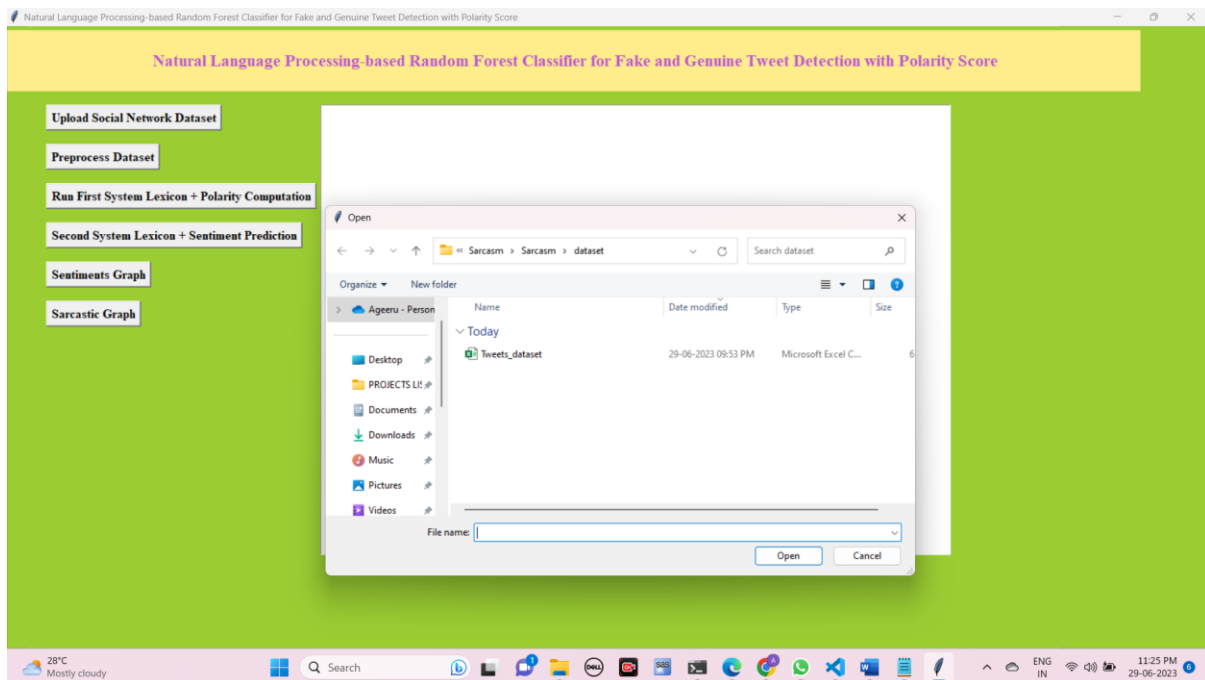 Natural Language Processing-based Random Forest Classifier for Fake and Genuine Tweet Detection with Polarity Score
Natural Language Processing-based Random Forest Classifier for Fake and Genuine Tweet Detection with Polarity Score
Upload Social Network Dataset
Preprocess Dataset
Run First System Lexicon + Polarity Computation
Second System Lexicon + Sentiment Prediction
Sentiments Graph
Sarcastic Graph
Open
« Sarcasm > Sarcasm > dataset
Search dataset
Organize
New folder
Ageeru - Person
Desktop
PROJECTS LIS
Documents
Downloads
Music
Pictures
Videos
Name Date modified Type Size
Today
Tweets_dataset 29-06-2023 09:53 PM Microsoft Excel C... 6
File name:
Open Cancel
28°C
Mostly cloudy
Search
DELL
SAS
ENG
IN
11:25 PM
29-06-2023
6